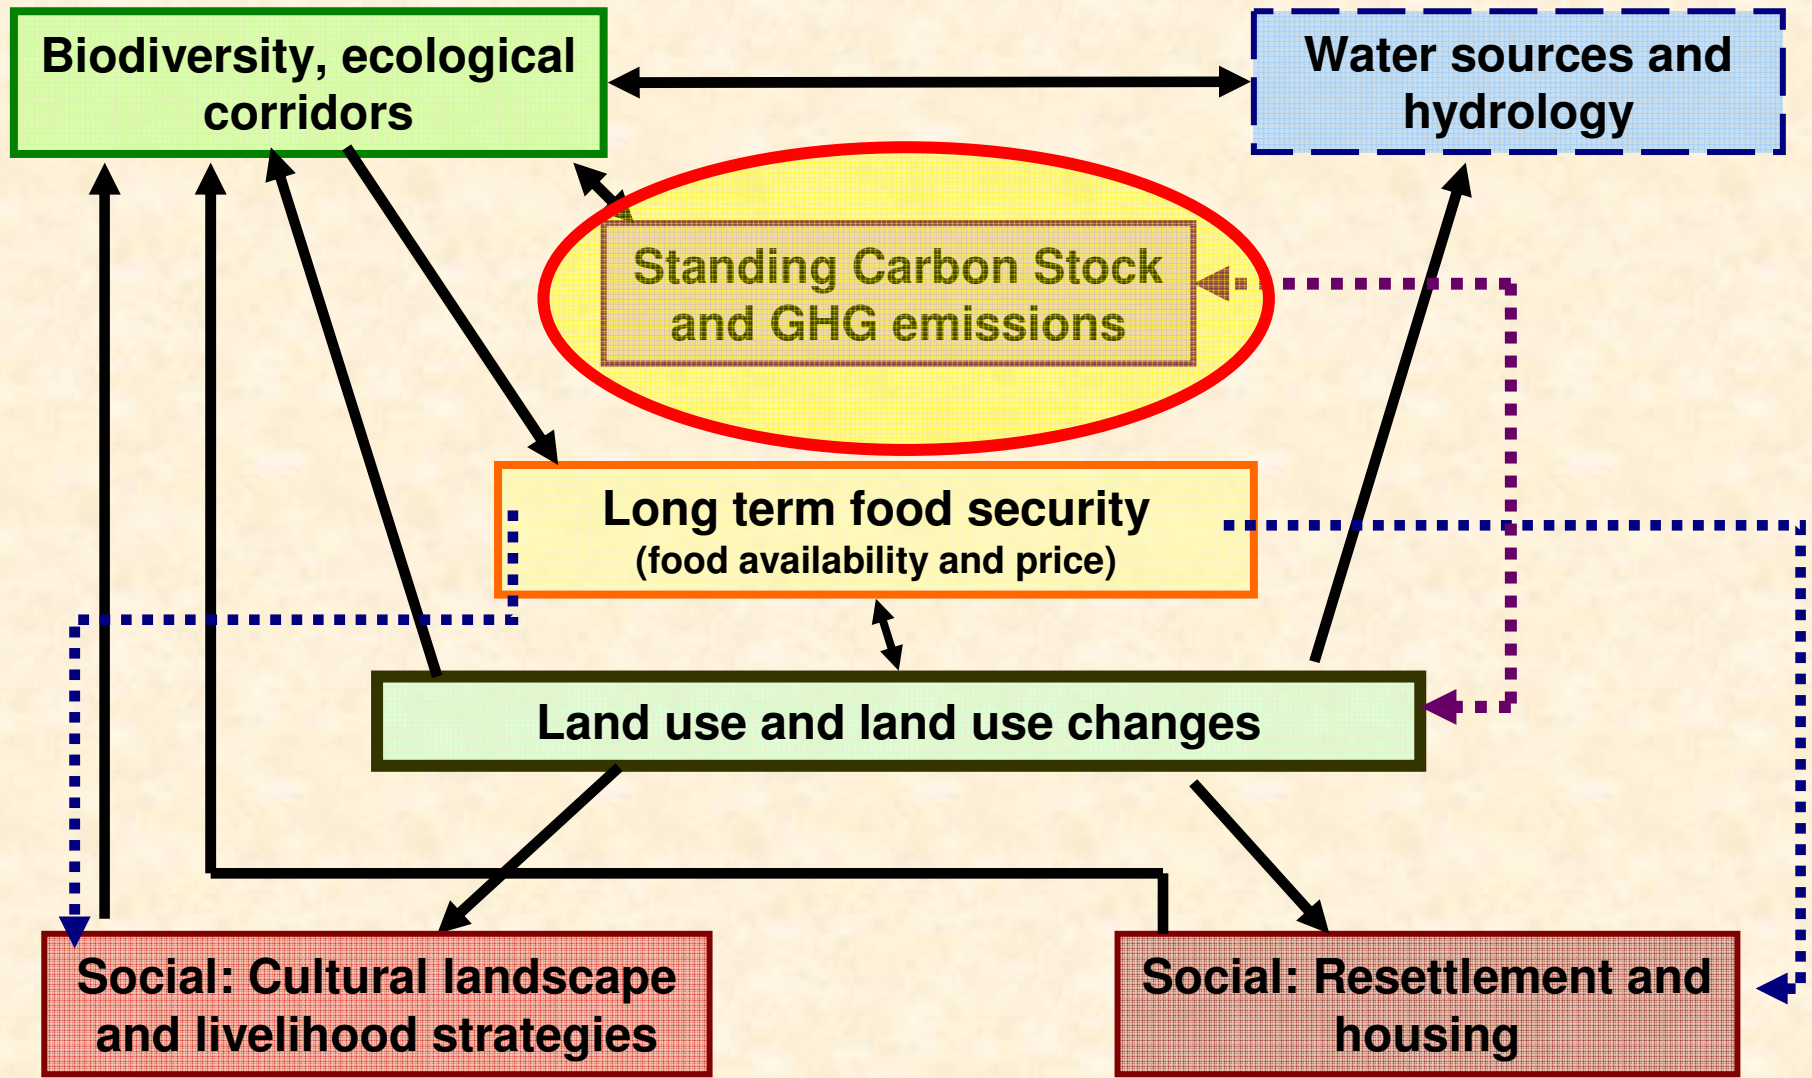 Biodiversity, ecological
corridors
Water sources and
hydrology
Standing Carbon Stock
and GHG emissions
Long term food security
(food availability and price)
Land use and land use changes
Social: Cultural landscape
and livelihood strategies
Social: Resettlement and
housing